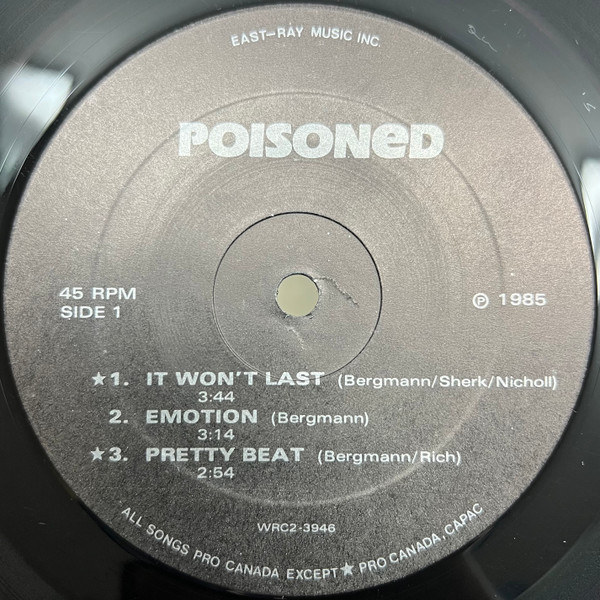 EAST-RAY MUSIC INC.
POISONeD
45 RPM
SIDE 1
℗ 1985
★1. IT WON'T LAST (Bergmann/Sherk/Nicholl)
3:44
2. EMOTION (Bergmann)
3:14
★3. PRETTY BEAT (Bergmann/Rich)
2:54
WRC2-3946
ALL SONGS PRO CANADA EXCEPT ★ PRO CANADA, CAPAC